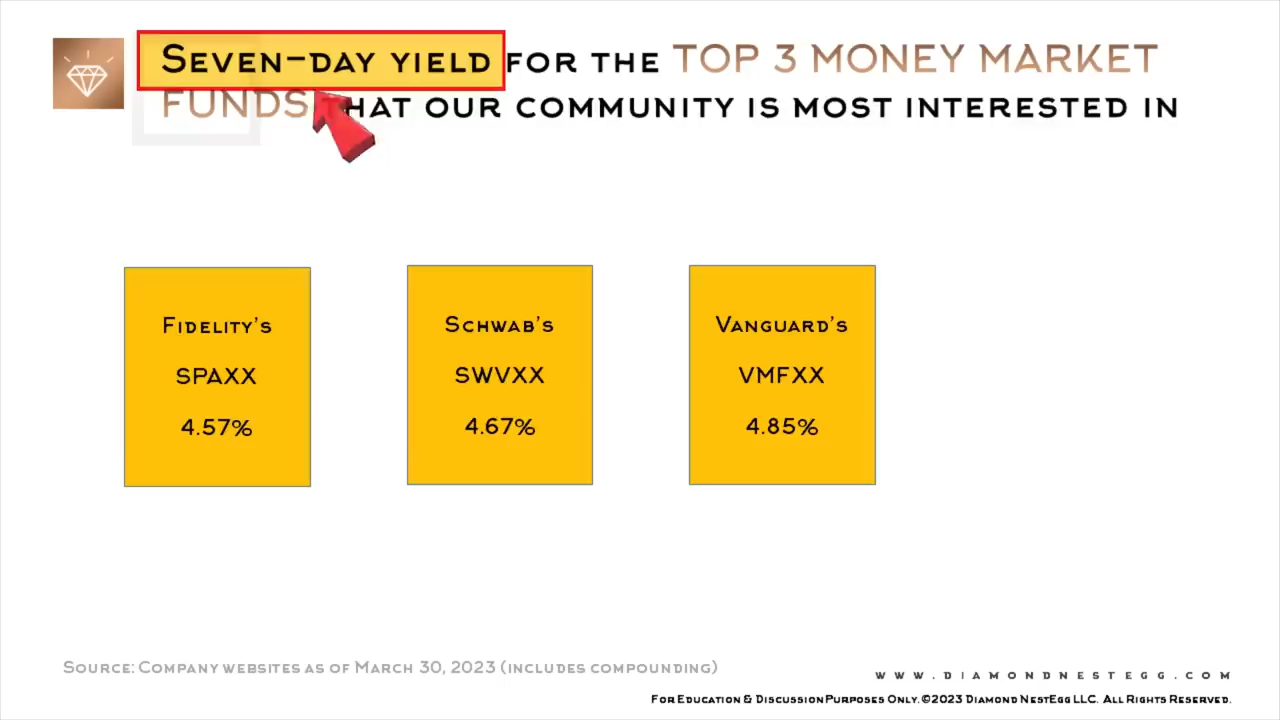 Seven-day yield for the TOP 3 MONEY MARKET
FUNDS that our community is most interested in
Fidelity's
SPAXX
4.57%
Schwab's
SWVXX
4.67%
Vanguard's
VMFXX
4.85%
Source: Company websites as of March 30, 2023 (includes compounding)
WWW.DIAMONDNESTEGG.COM
For Education & Discussion Purposes Only. ©2023 Diamond NestEgg LLC. All Rights Reserved.